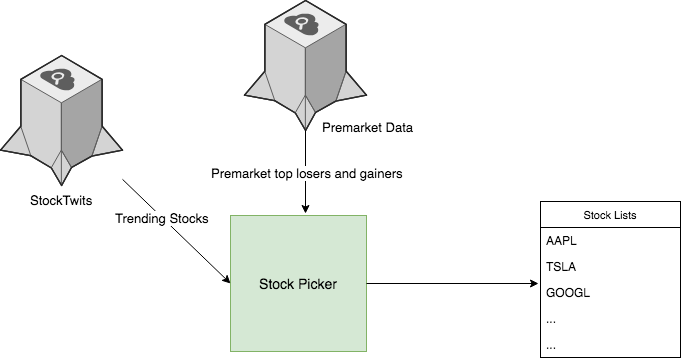 Premarket Data
StockTwits
Premarket top losers and gainers
Trending Stocks
Stock Picker
Stock Lists
AAPL
TSLA
GOOGL
...
...